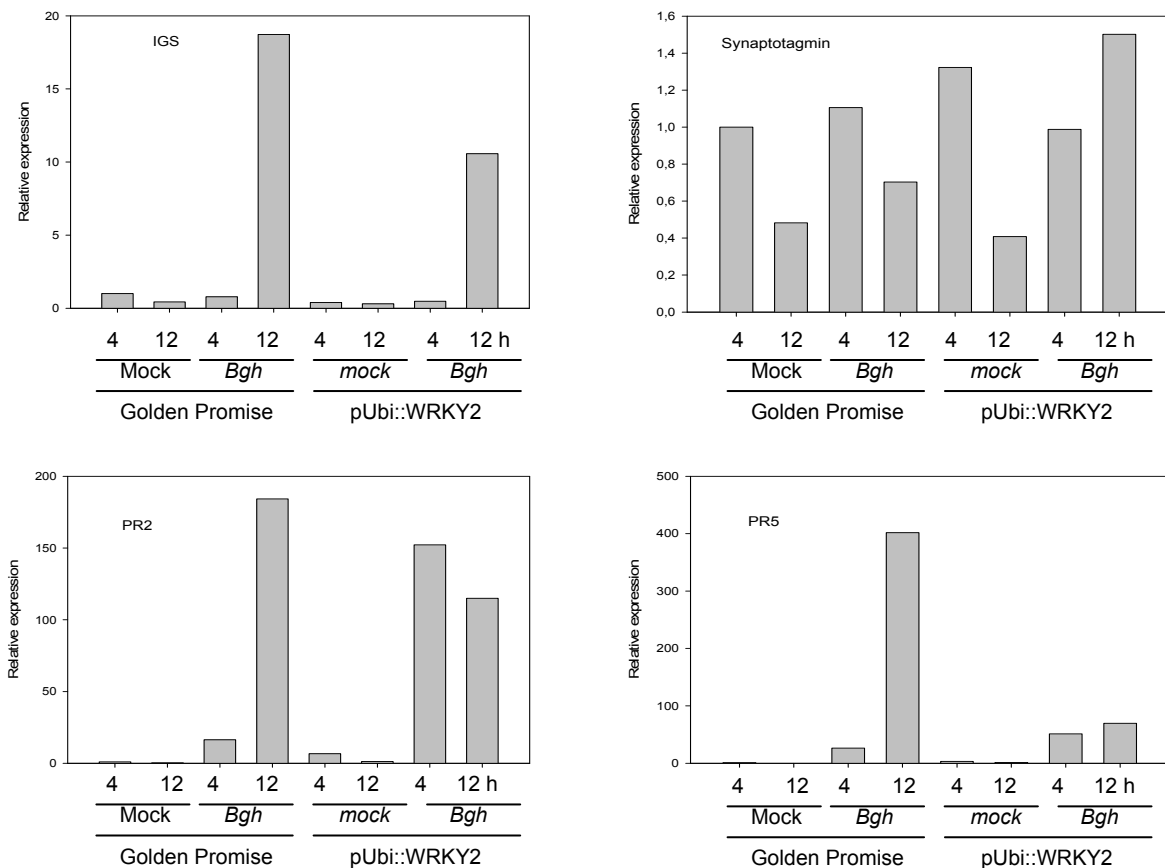 IGS
Relative expression
20
15
10
5
0
4 12 4 12 4 12 4 12 h
Mock Bgh mock Bgh
Golden Promise pUbi::WRKY2
Synaptotagmin
Relative expression
1,6
1,4
1,2
1,0
0,8
0,6
0,4
0,2
0,0
4 12 4 12 4 12 4 12 h
Mock Bgh mock Bgh
Golden Promise pUbi::WRKY2
PR2
Relative expression
200
150
100
50
0
4 12 4 12 4 12 4 12 h
Mock Bgh mock Bgh
Golden Promise pUbi::WRKY2
PR5
Relative expression
500
400
300
200
100
0
4 12 4 12 4 12 4 12 h
Mock Bgh mock Bgh
Golden Promise pUbi::WRKY2